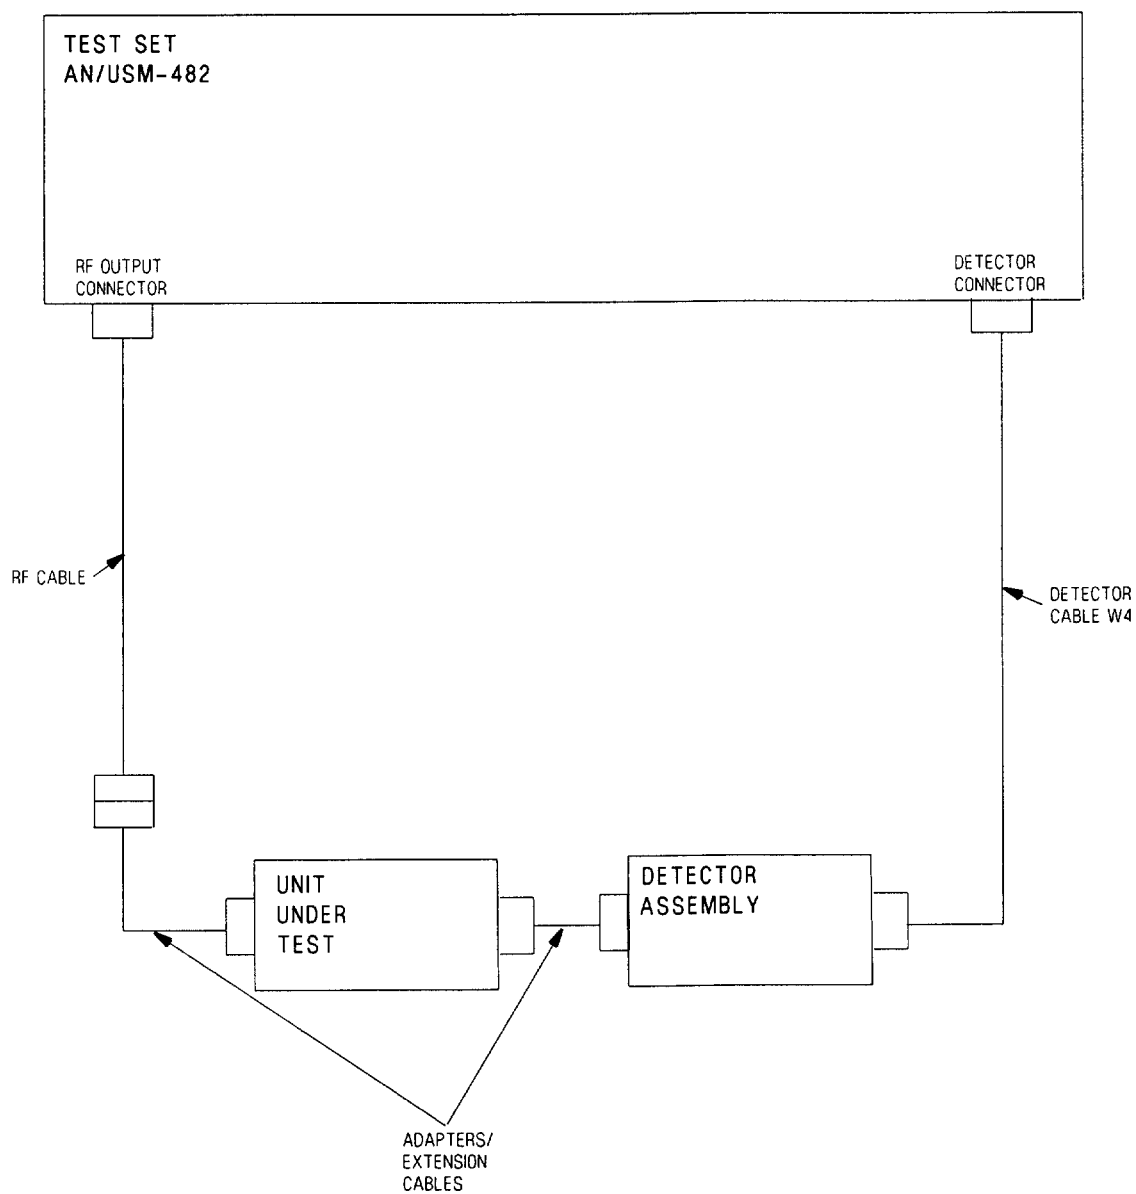 TEST SET
AN/USM-482
RF OUTPUT
CONNECTOR
DETECTOR
CONNECTOR
RF CABLE
DETECTOR
CABLE W4
UNIT
UNDER
TEST
DETECTOR
ASSEMBLY
ADAPTERS/
EXTENSION
CABLES